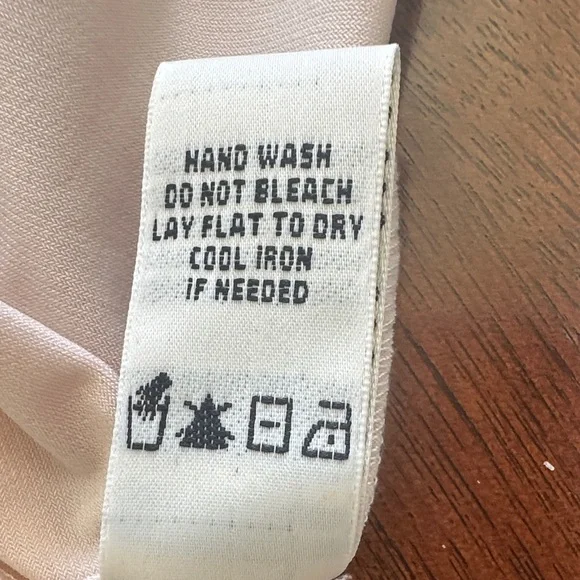 HAND WASH
DO NOT BLEACH
LAY FLAT TO DRY
COOL IRON
IF NEEDED